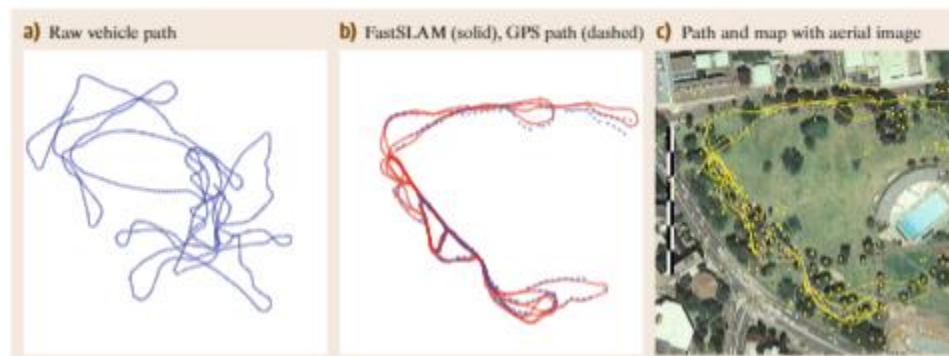 a) Raw vehicle path
b) FastSLAM (solid), GPS path (dashed)
c) Path and map with aerial image